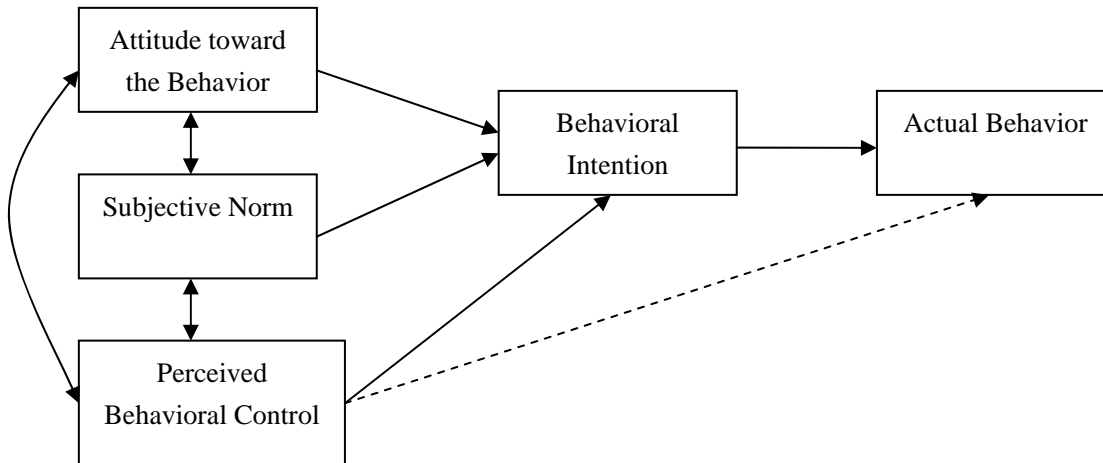 Attitude toward
the Behavior
Subjective Norm
Perceived
Behavioral Control
Behavioral
Intention
Actual Behavior